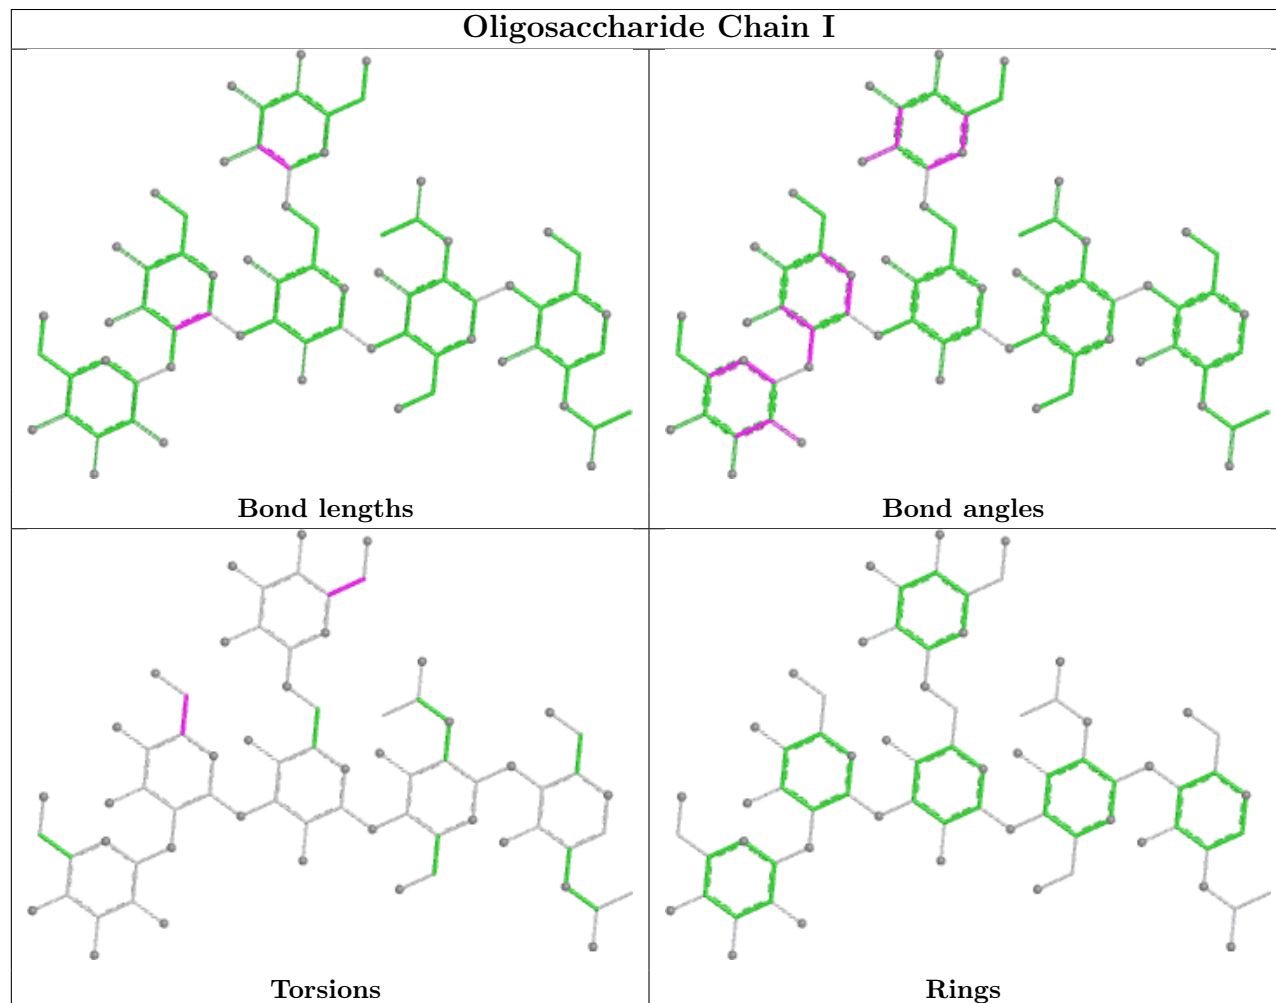 Oligosaccharide Chain I
Bond lengths
Bond angles
Torsions
Rings